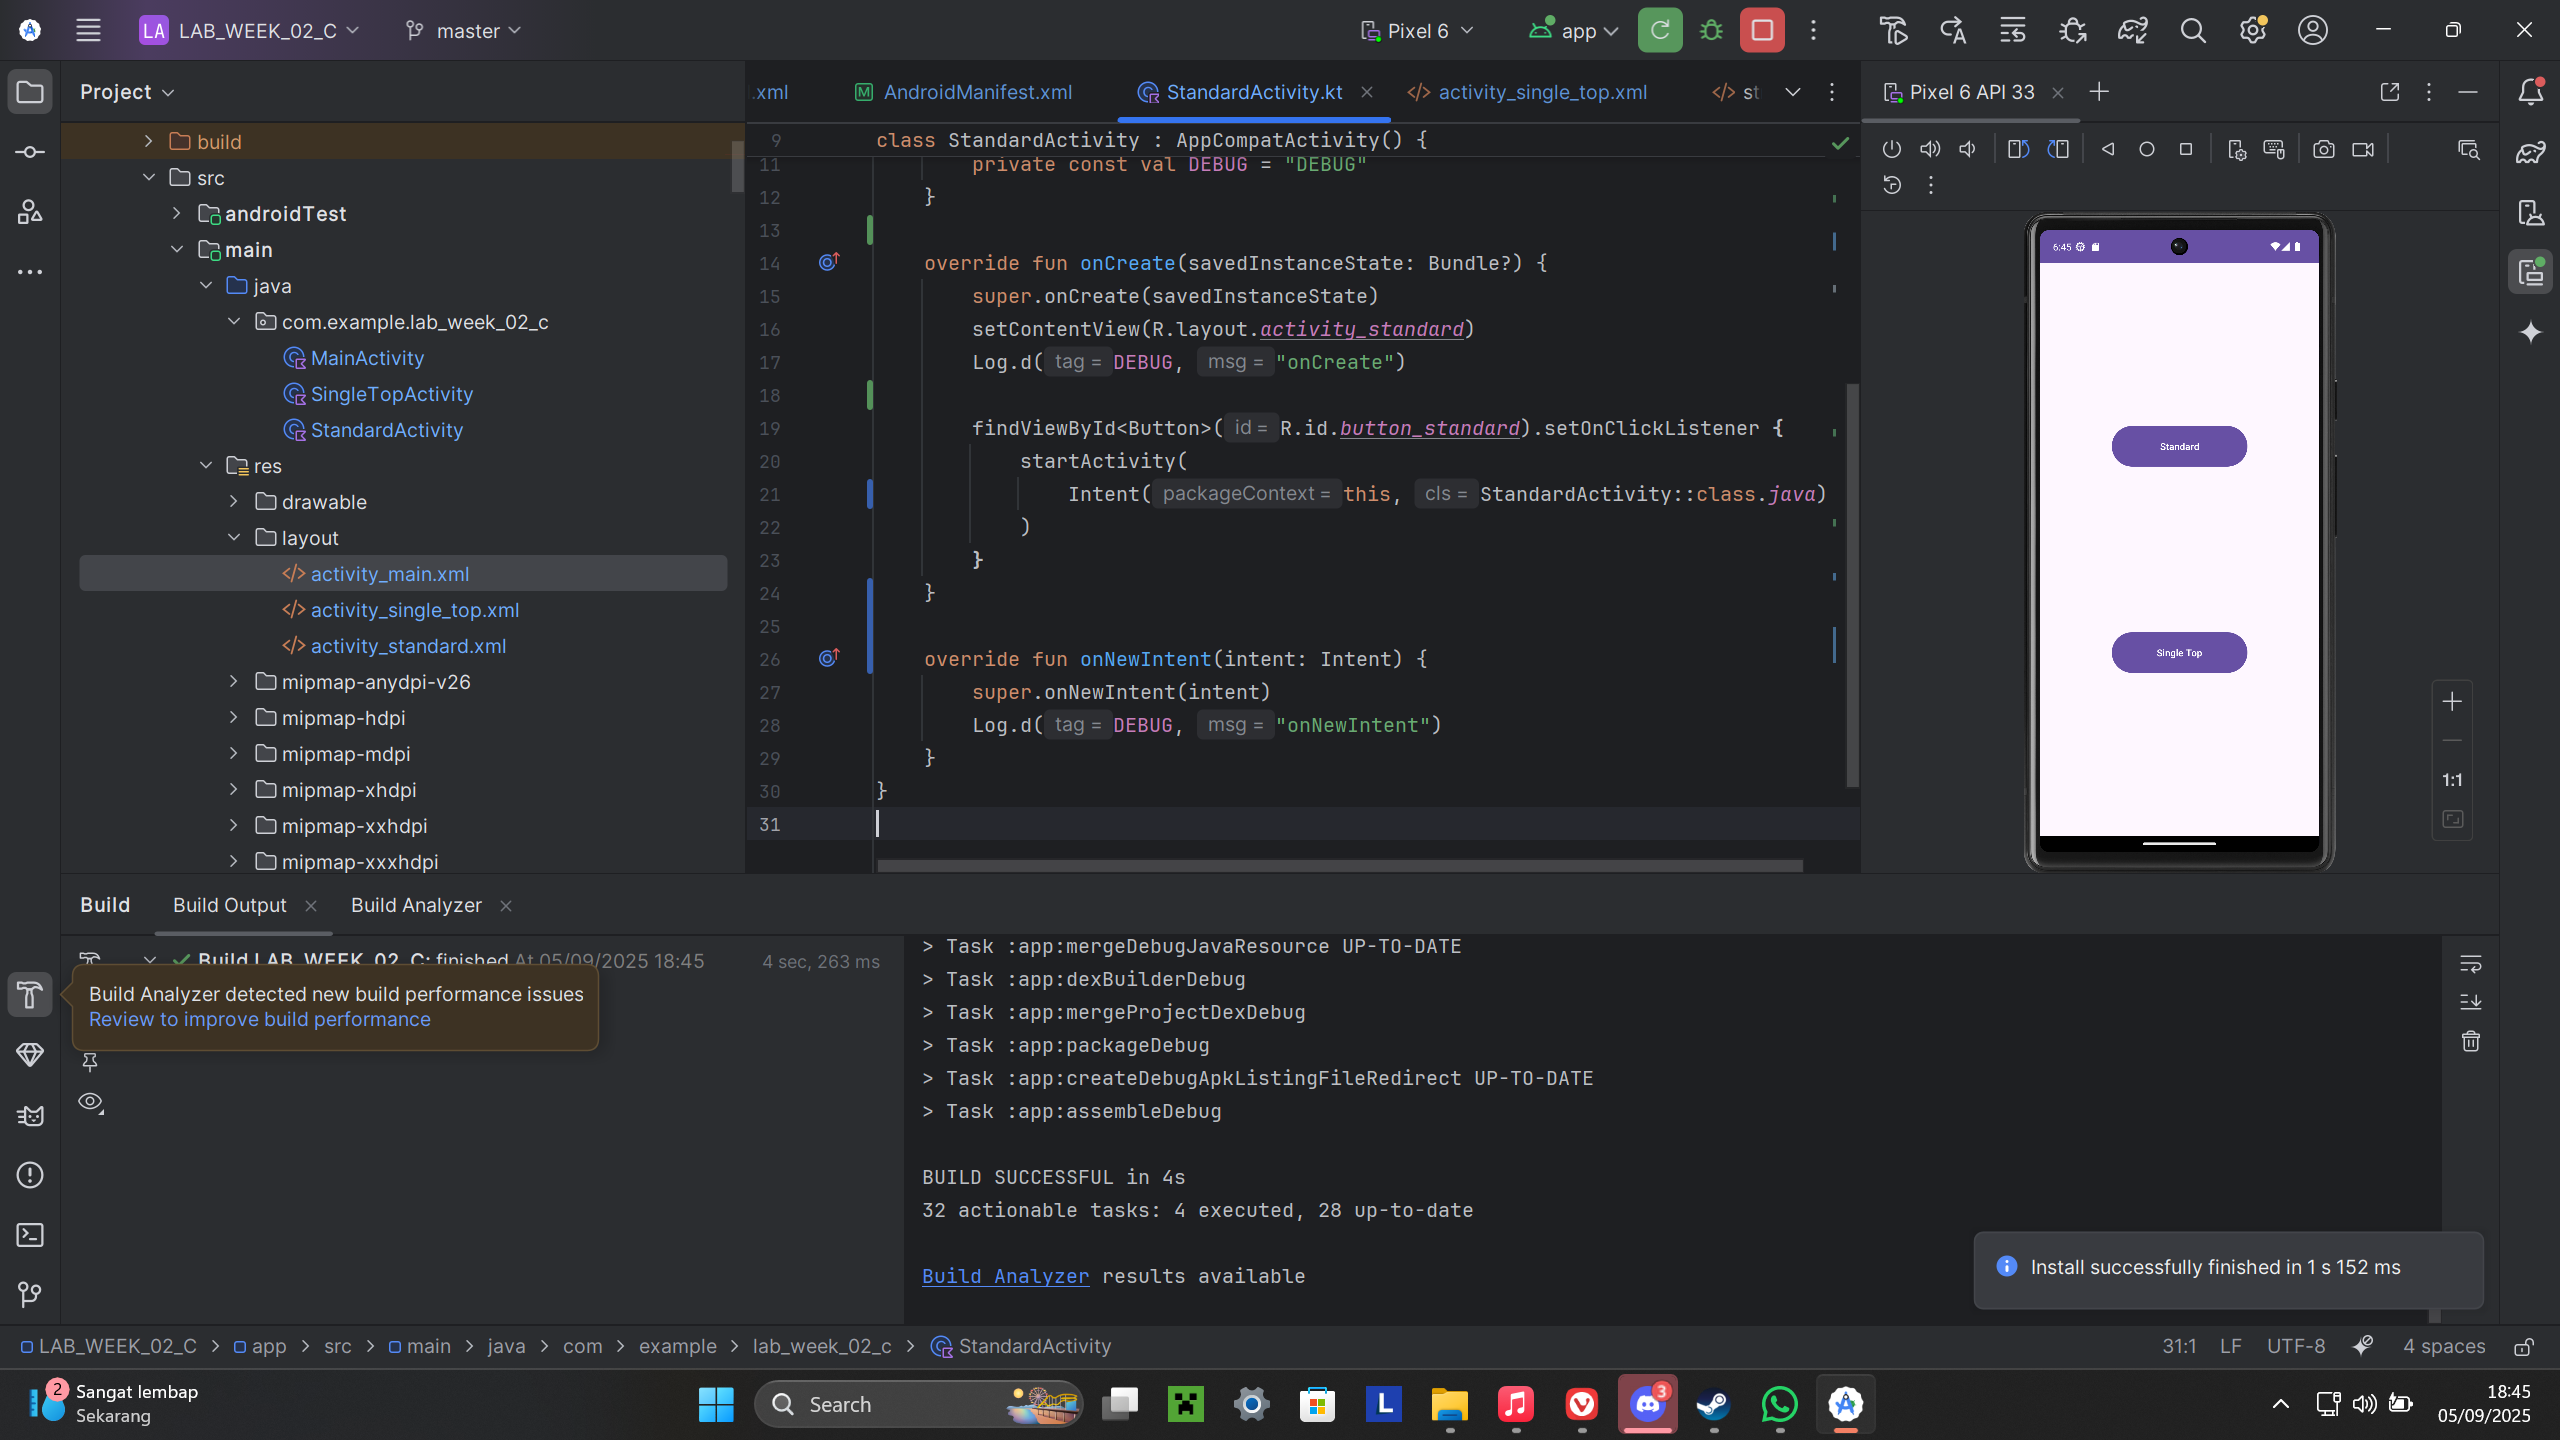 LA LAB_WEEK_02_C master Pixel 6 app
Project
build
src
androidTest
main
java
com.example.lab_week_02_c
MainActivity
SingleTopActivity
StandardActivity
res
drawable
layout
activity_main.xml
activity_single_top.xml
activity_standard.xml
mipmap-anydpi-v26
mipmap-hdpi
mipmap-mdpi
mipmap-xhdpi
mipmap-xxhdpi
mipmap-xxxhdpi
.xml AndroidManifest.xml StandardActivity.kt activity_single_top.xml st
9 class StandardActivity : AppCompatActivity() {
11 private const val DEBUG = "DEBUG"
12 }
13
14 override fun onCreate(savedInstanceState: Bundle?) {
15 super.onCreate(savedInstanceState)
16 setContentView(R.layout.activity_standard)
17 Log.d( tag = DEBUG, msg = "onCreate")
18
19 findViewById<Button>( id = R.id.button_standard).setOnClickListener {
20 startActivity(
21 Intent( packageContext = this, cls = StandardActivity::class.java)
22 )
23 }
24 }
25
26 override fun onNewIntent(intent: Intent) {
27 super.onNewIntent(intent)
28 Log.d( tag = DEBUG, msg = "onNewIntent")
29 }
30 }
31
Pixel 6 API 33
6:45
Standard
Single Top
1:1
Build Build Output Build Analyzer
Build LAB_WEEK_02_C: finished At 05/09/2025 18:45 4 sec, 263 ms
Build Analyzer detected new build performance issues
Review to improve build performance
> Task :app:mergeDebugJavaResource UP-TO-DATE
> Task :app:dexBuilderDebug
> Task :app:mergeProjectDexDebug
> Task :app:packageDebug
> Task :app:createDebugApkListingFileRedirect UP-TO-DATE
> Task :app:assembleDebug
BUILD SUCCESSFUL in 4s
32 actionable tasks: 4 executed, 28 up-to-date
Build Analyzer results available
Install successfully finished in 1 s 152 ms
LAB_WEEK_02_C > app > src > main > java > com > example > lab_week_02_c > StandardActivity
31:1 LF UTF-8 4 spaces
2 Sangat lembap
Sekarang
Search
L
3
18:45
05/09/2025